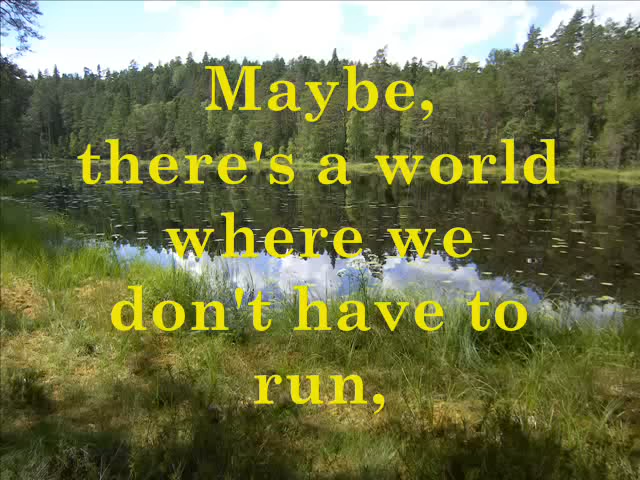 Maybe,
there's a world
where we
don't have to
run,